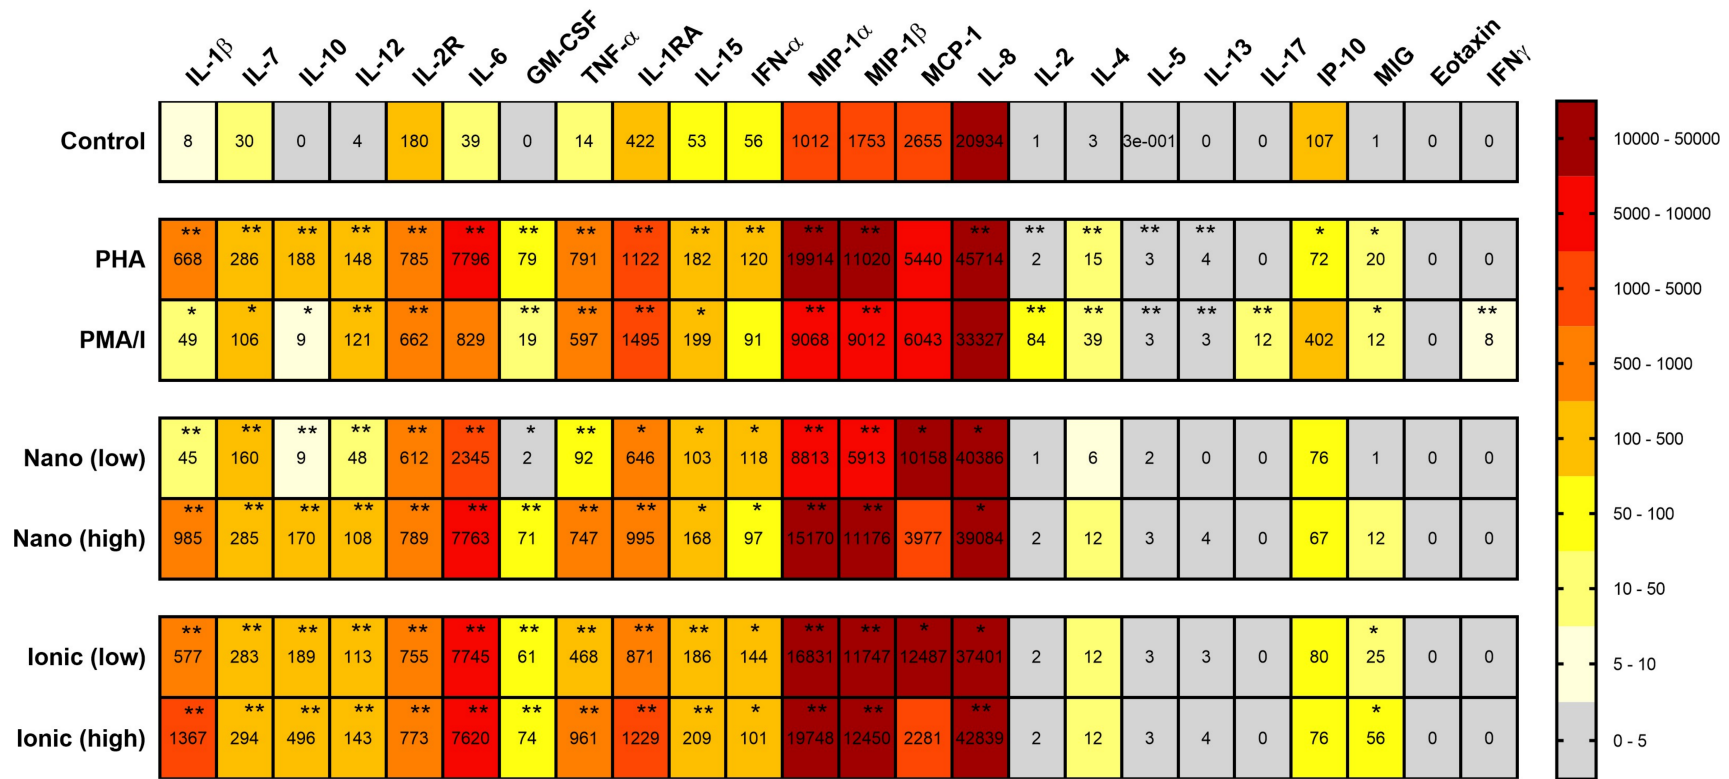 IL-1β IL-7 IL-10 IL-12 IL-2R IL-6 GM-CSF TNF-α IL-1RA IL-15 IFN-α MIP-1α MIP-1β MCP-1 IL-8 IL-2 IL-4 IL-5 IL-13 IL-17 IP-10 MIG Eotaxin IFNγ
Control 8 30 0 4 180 39 0 14 422 53 56 1012 1753 2655 20934 1 3 3e-001 0 0 107 1 0 0
** ** ** ** ** ** ** ** ** ** ** ** ** ** ** ** ** ** * *
PHA 668 286 188 148 785 7796 79 791 1122 182 120 19914 11020 5440 45714 2 15 3 4 0 72 20 0 0
* * * ** ** ** ** ** * ** ** ** ** ** ** ** * **
PMA/I 49 106 9 121 662 829 19 597 1495 199 91 9068 9012 6043 33327 84 39 3 3 12 402 12 0 8
** ** ** ** ** ** * ** * * * ** ** * *
Nano (low) 45 160 9 48 612 2345 2 92 646 103 118 8813 5913 10158 40386 1 6 2 0 0 76 1 0 0
** ** ** ** ** ** ** ** ** * * ** ** *
Nano (high) 985 285 170 108 789 7763 71 747 995 168 97 15170 11176 3977 39084 2 12 3 4 0 67 12 0 0
** ** ** ** ** ** ** ** ** ** * ** ** * * *
Ionic (low) 577 283 189 113 755 7745 61 468 871 186 144 16831 11747 12487 37401 2 12 3 3 0 80 25 0 0
** ** ** ** ** ** ** ** ** ** * ** ** ** *
Ionic (high) 1367 294 496 143 773 7620 74 961 1229 209 101 19748 12450 2281 42839 2 12 3 4 0 76 56 0 0
10000 - 50000
5000 - 10000
1000 - 5000
500 - 1000
100 - 500
50 - 100
10 - 50
5 - 10
0 - 5